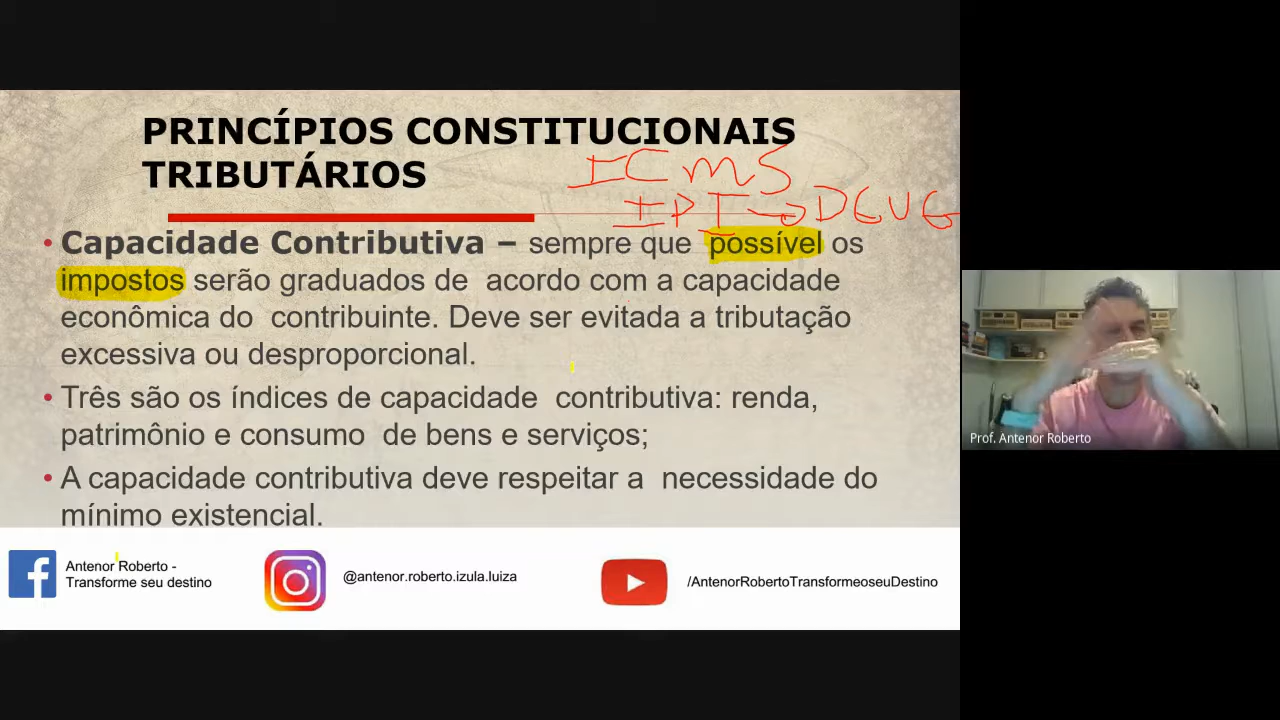 PRINCÍPIOS CONSTITUCIONAIS
TRIBUTÁRIOS
ICMS
IPI → DEVE
• Capacidade Contributiva – sempre que possível os
impostos serão graduados de acordo com a capacidade
econômica do contribuinte. Deve ser evitada a tributação
excessiva ou desproporcional.
• Três são os índices de capacidade contributiva: renda,
patrimônio e consumo de bens e serviços;
• A capacidade contributiva deve respeitar a necessidade do
mínimo existencial.
Antenor Roberto -
Transforme seu destino
@antenor.roberto.izula.luiza
/AntenorRobertoTransformeoseuDestino
Prof. Antenor Roberto